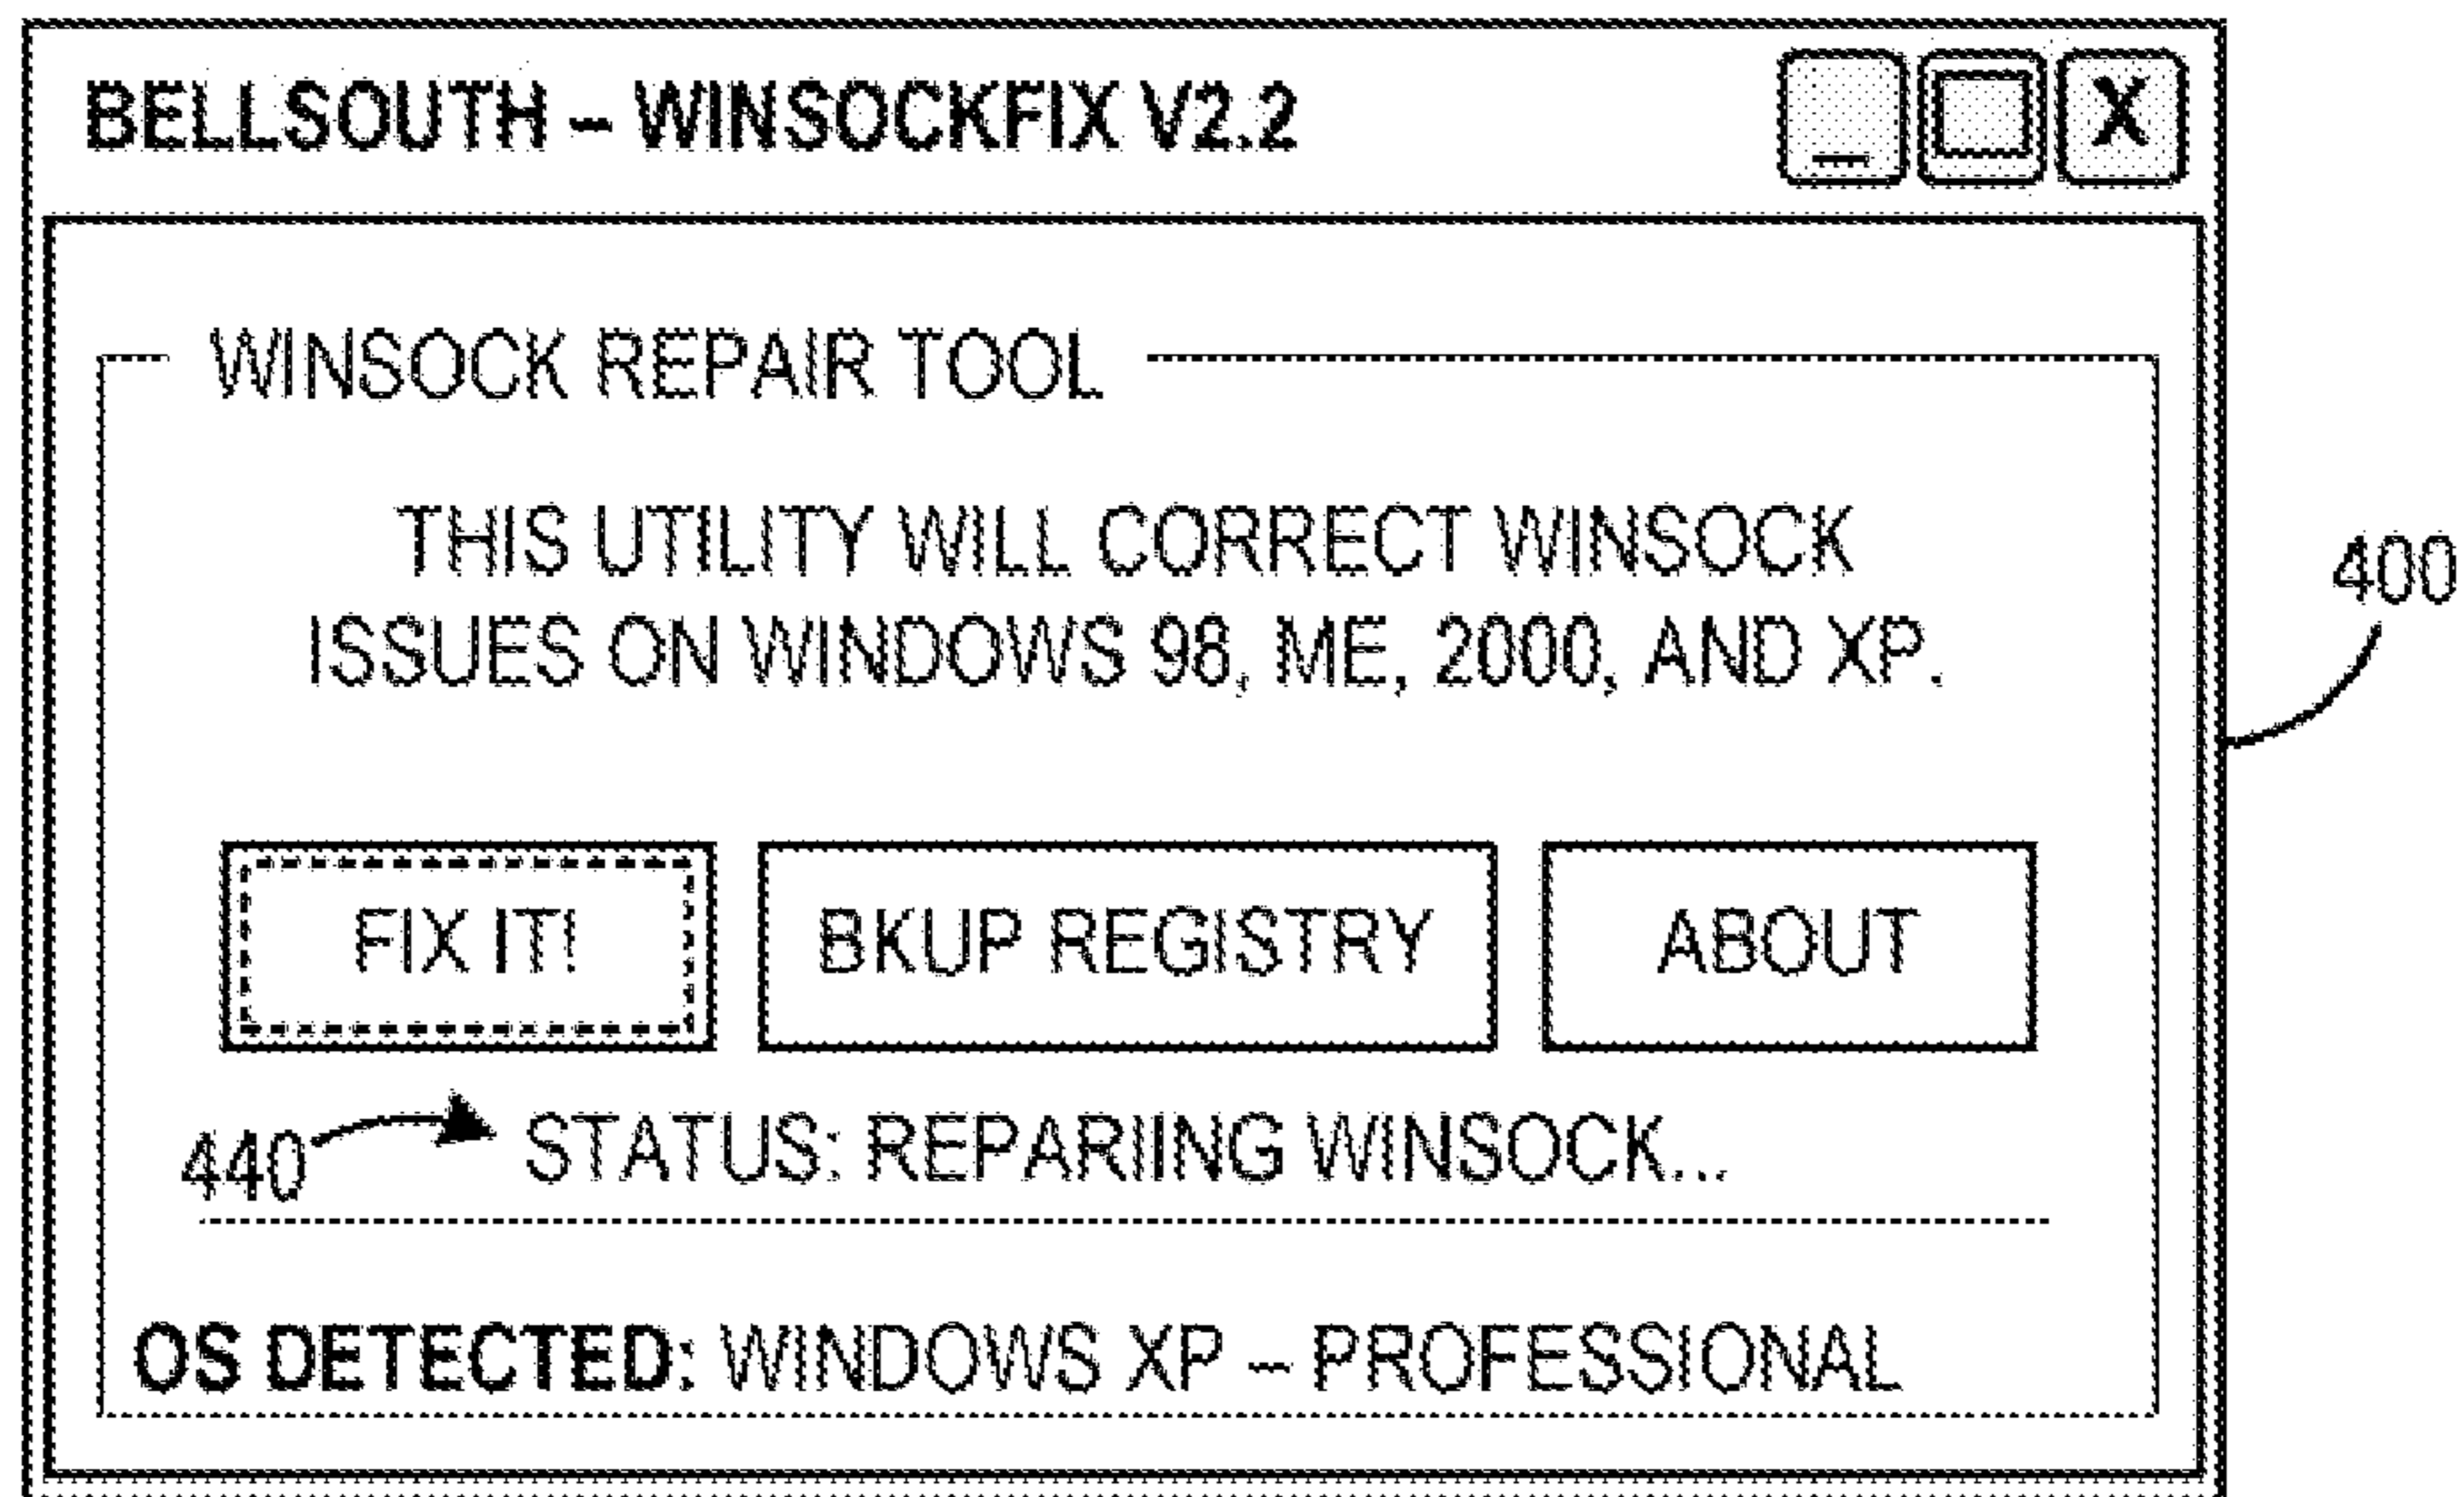 BELLSOUTH – WINSOCKFIX V2.2
_ X
WINSOCK REPAIR TOOL
THIS UTILITY WILL CORRECT WINSOCK
ISSUES ON WINDOWS 98, ME, 2000, AND XP.
400
FIX IT! BKUP REGISTRY ABOUT
440 STATUS: REPARIING WINSOCK...
OS DETECTED: WINDOWS XP – PROFESSIONAL